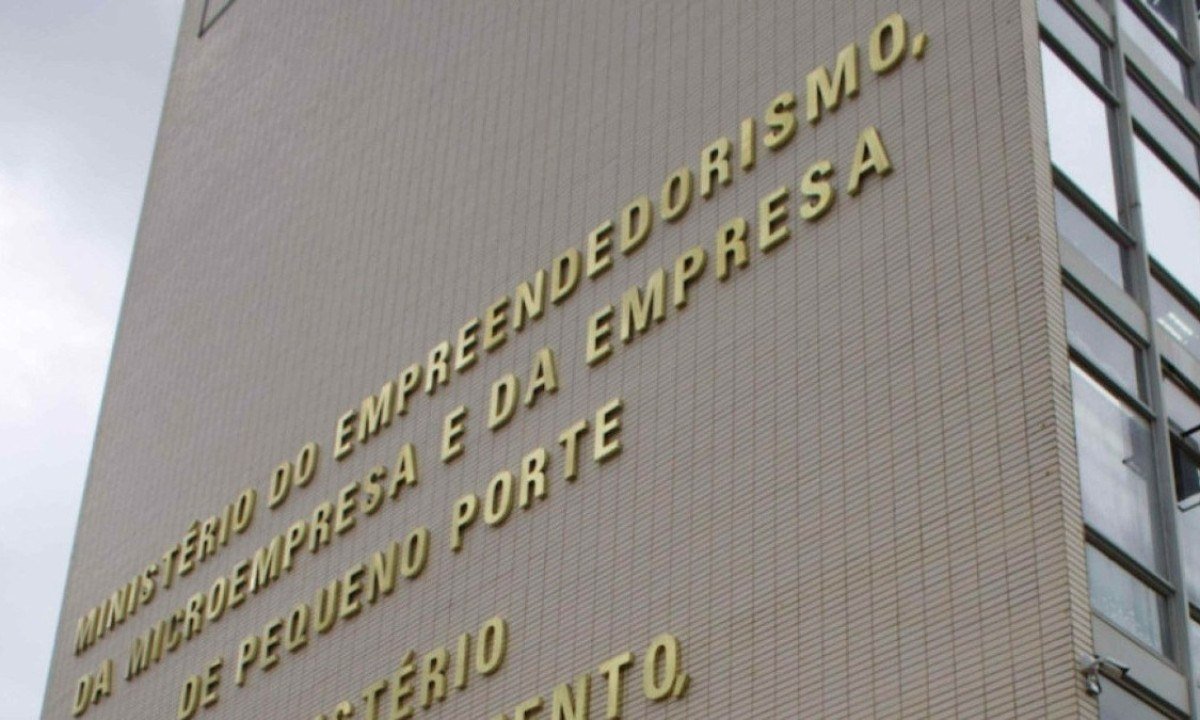 MINISTÉRIO DO EMPREENDEDORISMO,
DA MICROEMPRESA E DA EMPRESA
DE PEQUENO PORTE